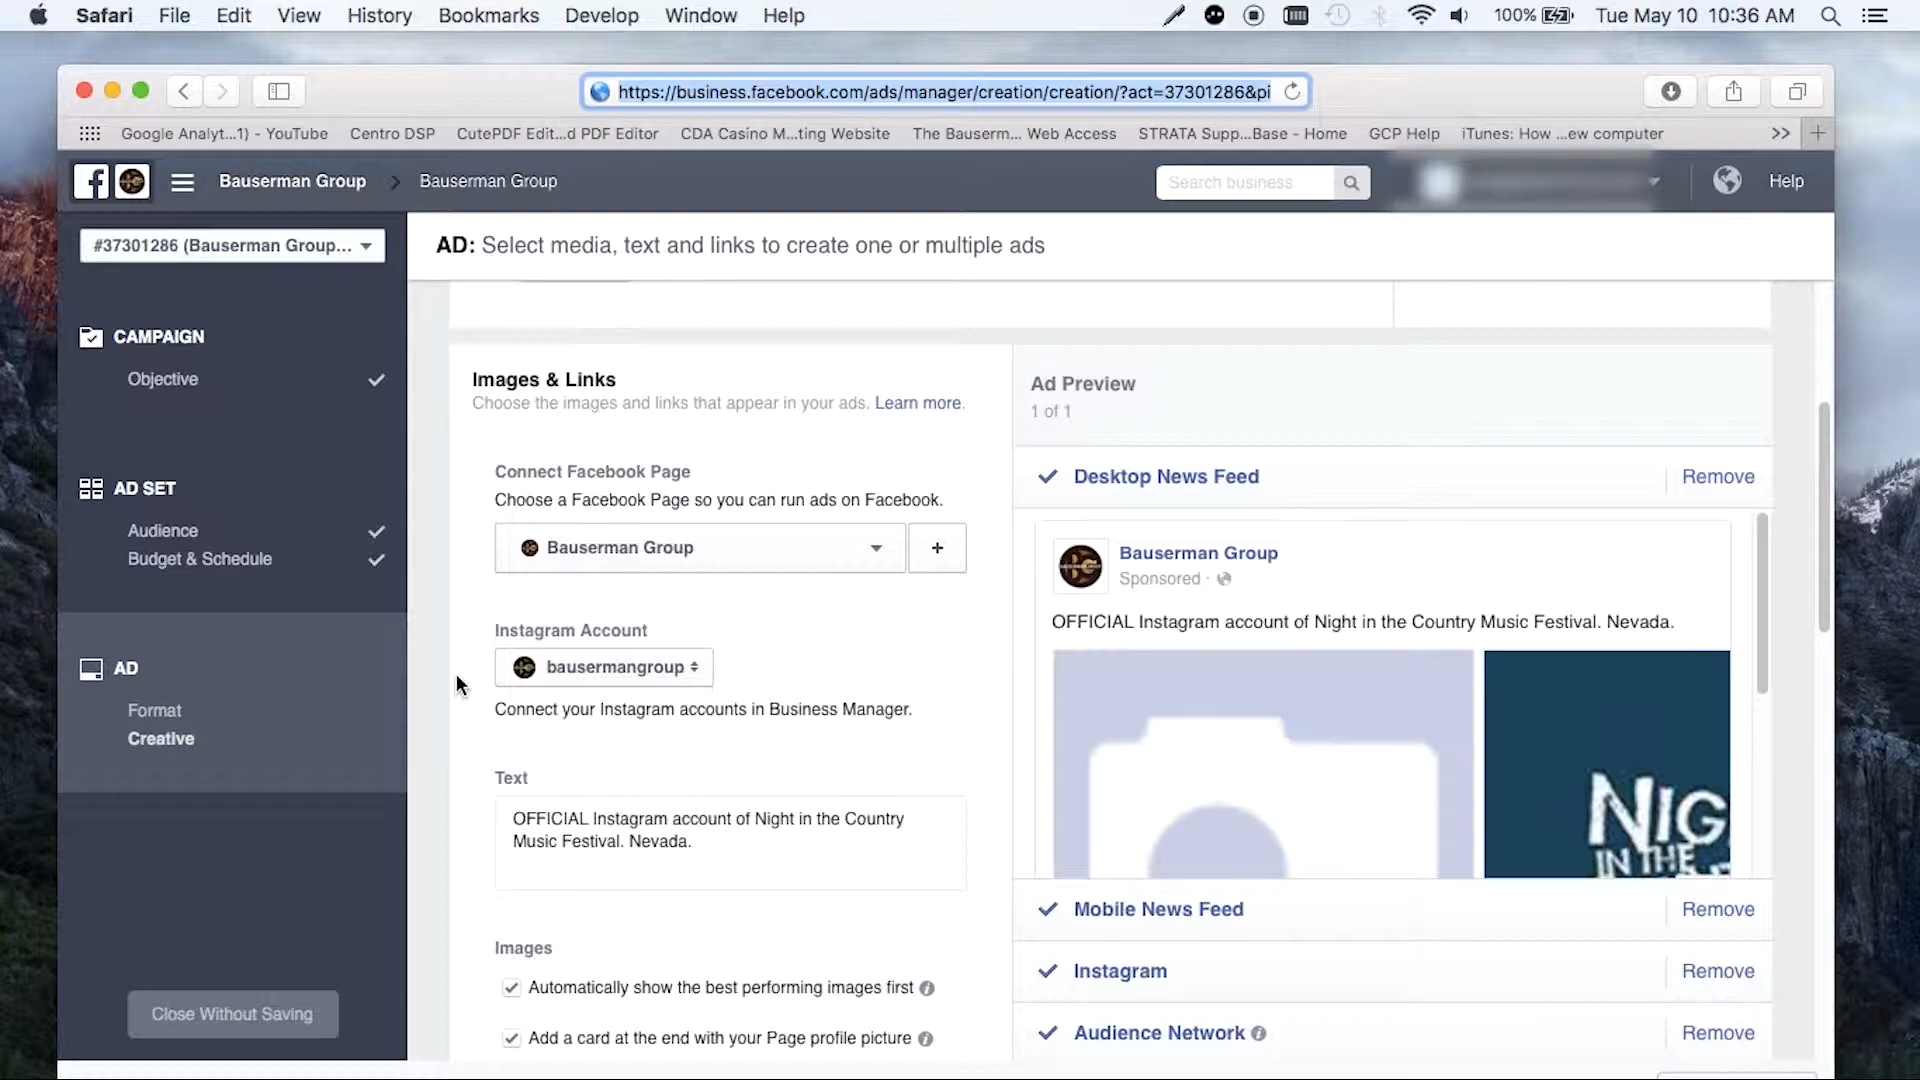 Safari File Edit View History Bookmarks Develop Window Help 100% Tue May 10 10:36 AM
https://business.facebook.com/ads/manager/creation/creation/?act=37301286&pi
Google Analyt...1) - YouTube Centro DSP CutePDF Edit...d PDF Editor CDA Casino M...ting Website The Bauserm... Web Access STRATA Supp...Base - Home GCP Help iTunes: How ...ew computer >> +
Bauserman Group > Bauserman Group Search business Help
#37301286 (Bauserman Group...
AD: Select media, text and links to create one or multiple ads
CAMPAIGN
Objective
AD SET
Audience
Budget & Schedule
AD
Format
Creative
Close Without Saving
Images & Links
Choose the images and links that appear in your ads. Learn more.
Connect Facebook Page
Choose a Facebook Page so you can run ads on Facebook.
Bauserman Group +
Instagram Account
bausermangroup
Connect your Instagram accounts in Business Manager.
Text
OFFICIAL Instagram account of Night in the Country
Music Festival. Nevada.
Images
Automatically show the best performing images first
Add a card at the end with your Page profile picture
Ad Preview
1 of 1
Desktop News Feed Remove
Bauserman Group
Sponsored ·
OFFICIAL Instagram account of Night in the Country Music Festival. Nevada.
NIG
IN THE
Mobile News Feed Remove
Instagram Remove
Audience Network Remove